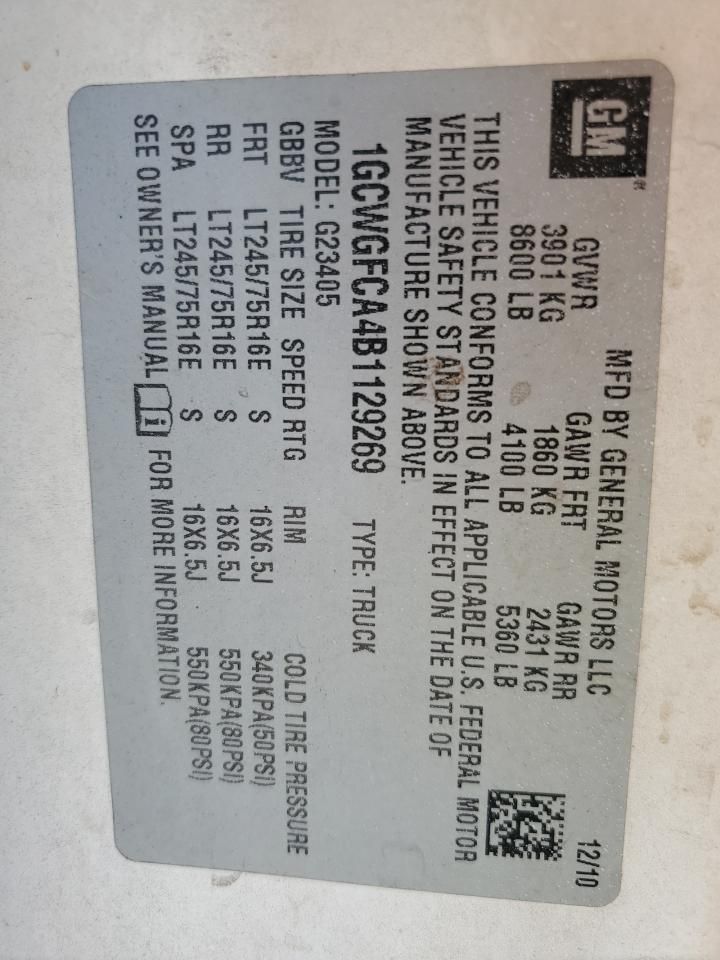 GM
MFD BY GENERAL MOTORS LLC 12/10
GVWR GAWR FRT GAWR RR
3901 KG 1860 KG 2431 KG
8600 LB 4100 LB 5360 LB
THIS VEHICLE CONFORMS TO ALL APPLICABLE U.S. FEDERAL MOTOR
VEHICLE SAFETY STANDARDS IN EFFECT ON THE DATE OF
MANUFACTURE SHOWN ABOVE.
1GCWGFCA4B1129269 TYPE: TRUCK
MODEL: G23405
GBBV TIRE SIZE SPEED RTG RIM COLD TIRE PRESSURE
FRT LT245/75R16E S 16X6.5J 340KPA(50PSI)
RR LT245/75R16E S 16X6.5J 550KPA(80PSI)
SPA LT245/75R16E S 16X6.5J 550KPA(80PSI)
SEE OWNER'S MANUAL i FOR MORE INFORMATION.